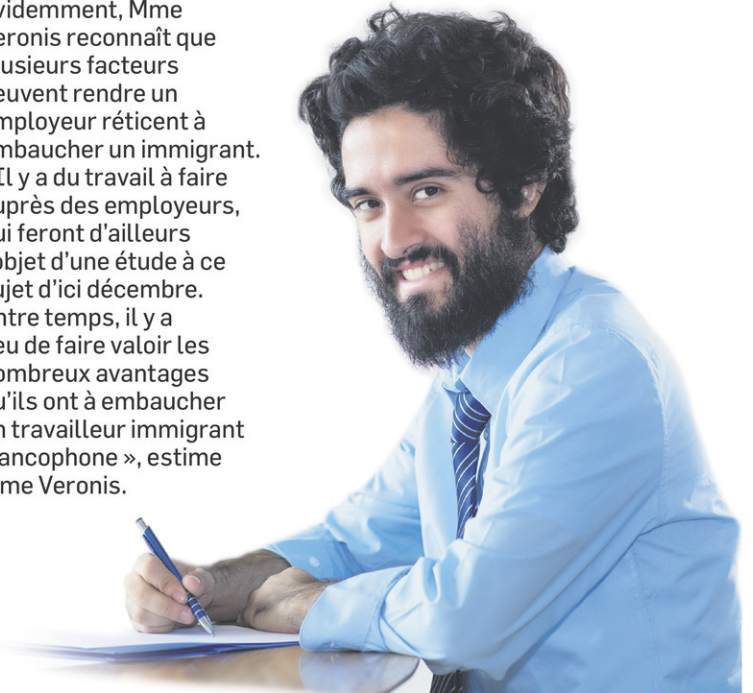 videmment, Mme
eronis reconnaît que
usieurs facteurs
euvent rendre un
mployeur réticent à
mbaucher un immigrant.
Il y a du travail à faire
uprès des employeurs,
ui feront d'ailleurs
objet d'une étude à ce
ujet d'ici décembre.
ntre temps, il y a
eu de faire valoir les
ombreux avantages
u'ils ont à embaucher
n travailleur immigrant
ancophone », estime
me Veronis.